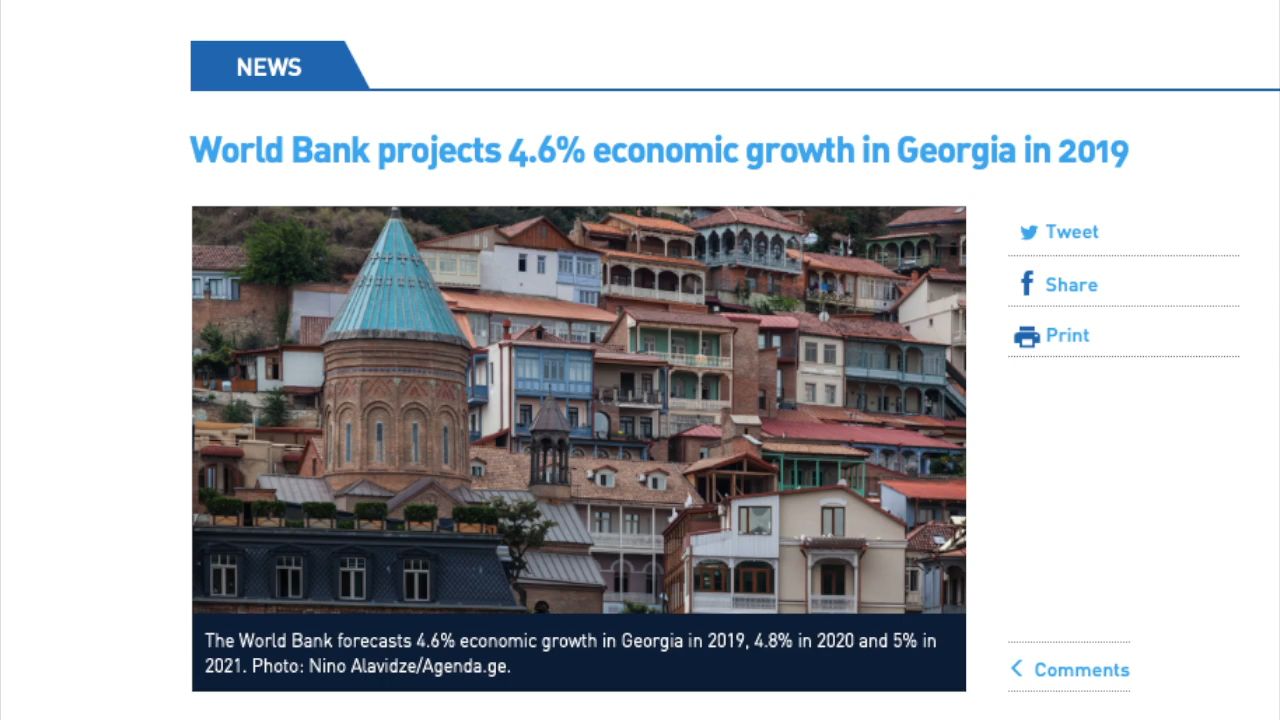 NEWS
World Bank projects 4.6% economic growth in Georgia in 2019
Tweet
Share
Print
The World Bank forecasts 4.6% economic growth in Georgia in 2019, 4.8% in 2020 and 5% in
2021. Photo: Nino Alavidze/Agenda.ge.
Comments